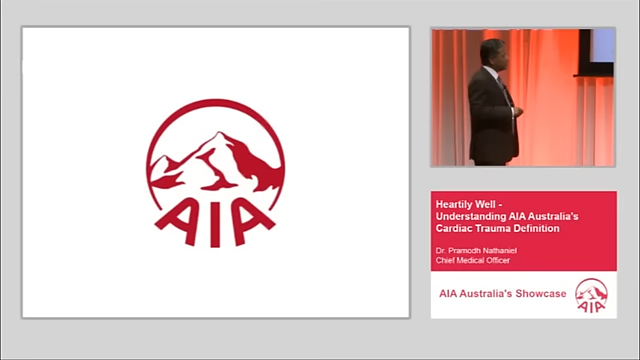 AIA
Heartily Well -
Understanding AIA Australia's
Cardiac Trauma Definition
Dr. Pramodh Nathaniel
Chief Medical Officer
AIA Australia's Showcase
AIA